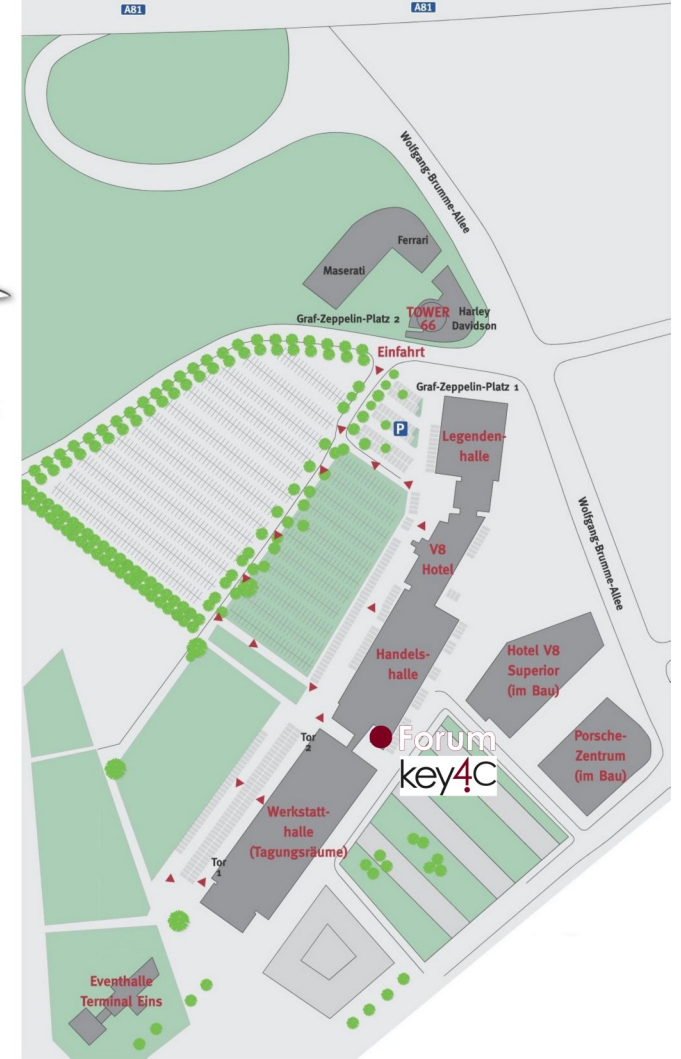 A81
A81
Wolfgang-Brumme-Allee
Ferrari
Maserati
TOWER
66
Harley
Davidson
Graf-Zeppelin-Platz 2
Einfahrt
Graf-Zeppelin-Platz 1
P
Legenden-
halle
Wolfgang-Brumme-Allee
V8
Hotel
Handels-
halle
Hotel V8
Superior
(im Bau)
Forum
key4C
Porsche-
Zentrum
(im Bau)
Tor
2
Werkstatt-
halle
(Tagungsräume)
Tor
1
Eventhalle
Terminal Eins